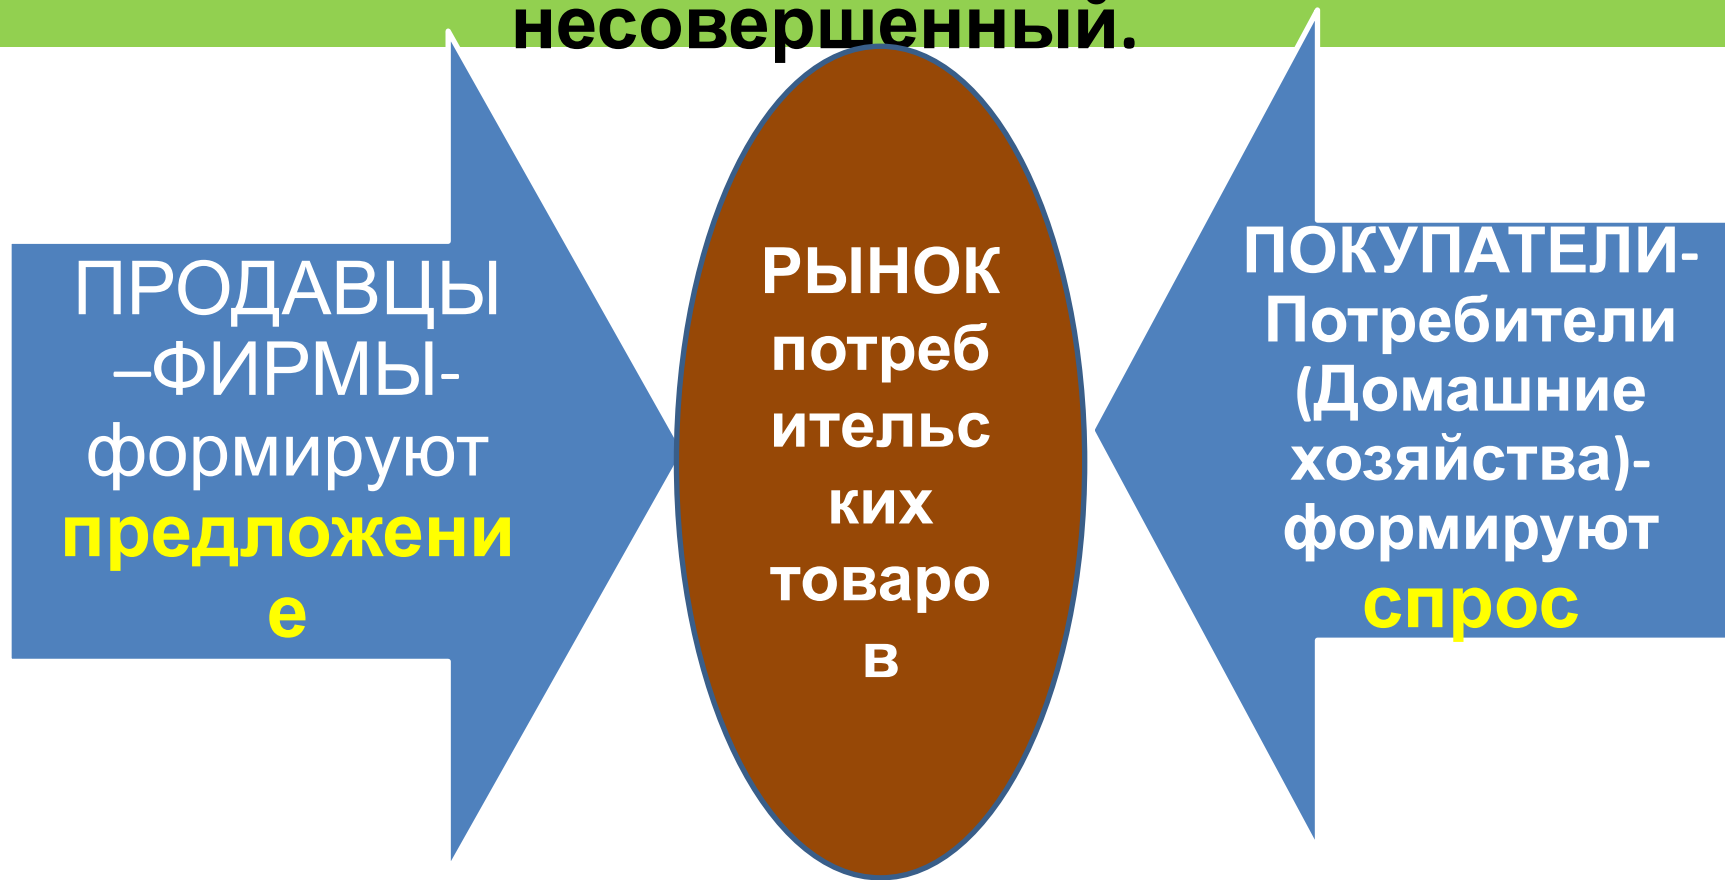 несовершенный.
ПРОДАВЦЫ
–ФИРМЫ-
формируют
предложени
е
РЫНОК
потреб
ительс
ких
товаро
в
ПОКУПАТЕЛИ-
Потребители
(Домашние
хозяйства)-
формируют
спрос